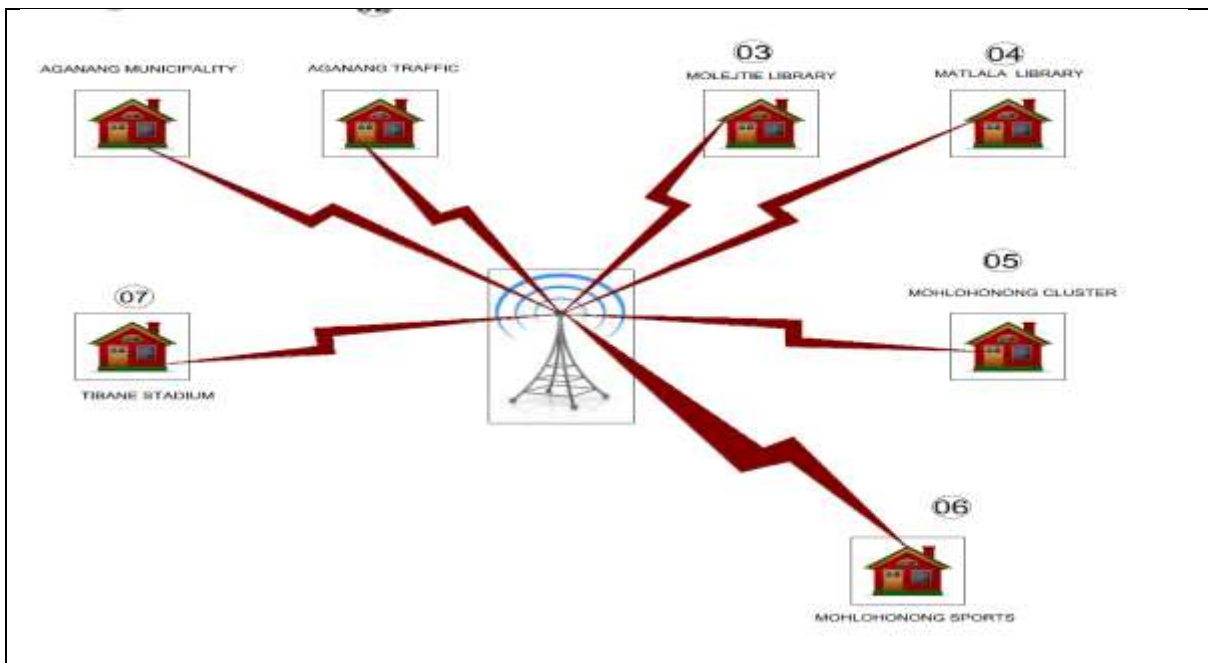 AGANANG MUNICIPALITY
AGANANG TRAFFIC
03
MOLEJTIE LIBRARY
04
MATLALA LIBRARY
05
MOHLOHONONG CLUSTER
07
TIBANE STADIUM
06
MOHLOHONONG SPORTS